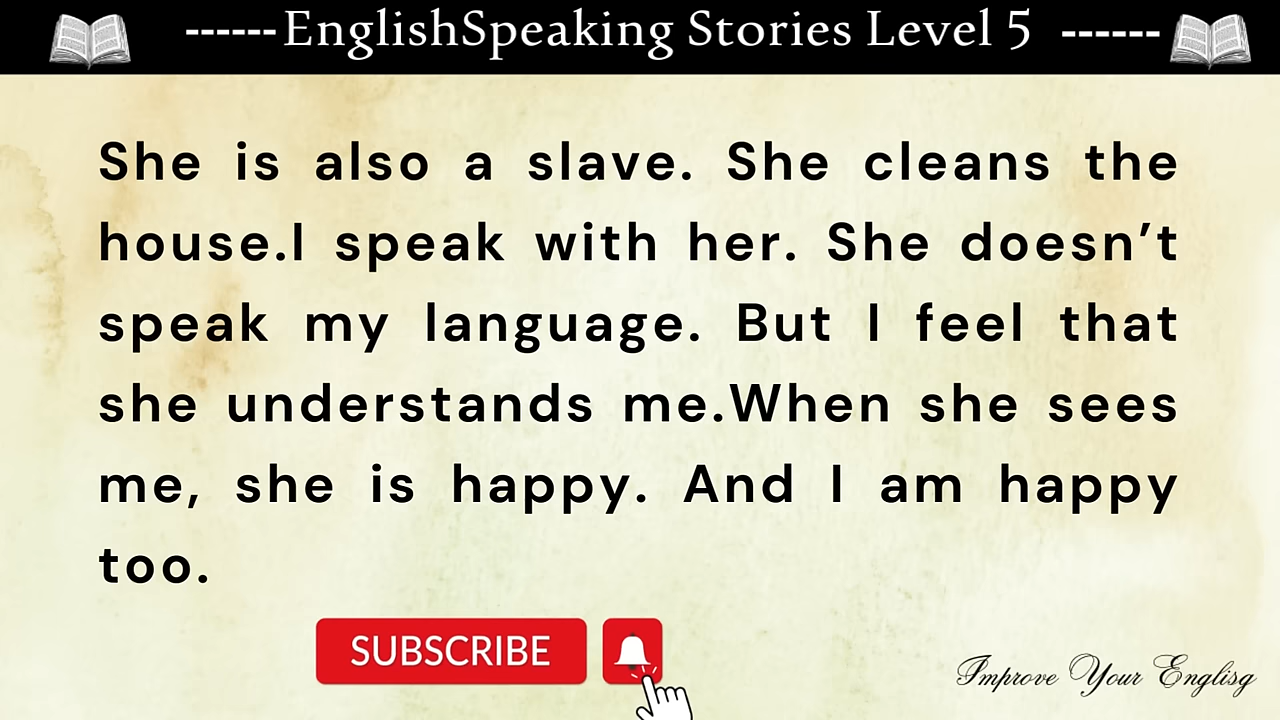 ------EnglishSpeaking Stories Level 5 ------
She is also a slave. She cleans the
house.I speak with her. She doesn’t
speak my language. But I feel that
she understands me.When she sees
me, she is happy. And I am happy
too.
SUBSCRIBE
Improve Your Englisg